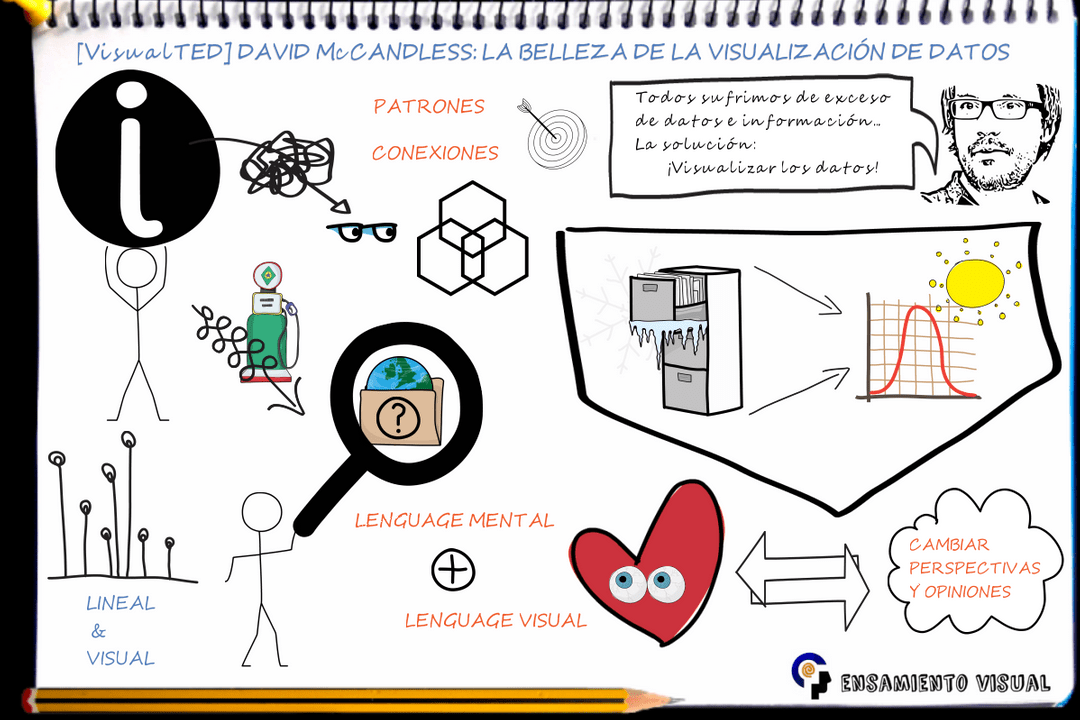 [VisualTED] DAVID McCANDLESS: LA BELLEZA DE LA VISUALIZACIÓN DE DATOS
i
PATRONES
CONEXIONES
Todos sufrimos de exceso
de datos e información...
La solución:
¡Visualizar los datos!
?
LENGUAGE MENTAL
LENGUAGE VISUAL
LINEAL
&
VISUAL
CAMBIAR
PERSPECTIVAS
Y OPINIONES
ENSAMIENTO VISUAL